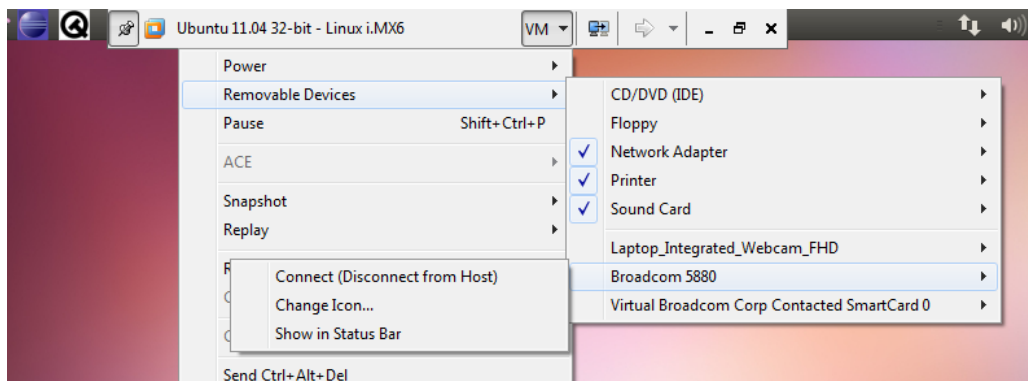 Ubuntu 11.04 32-bit - Linux i.MX6 VM
Power
Removable Devices
Pause Shift+Ctrl+P
ACE
Snapshot
Replay
Send Ctrl+Alt+Del
CD/DVD (IDE)
Floppy
Network Adapter
Printer
Sound Card
Laptop_Integrated_Webcam_FHD
Broadcom 5880
Virtual Broadcom Corp Contacted SmartCard 0
Connect (Disconnect from Host)
Change Icon...
Show in Status Bar